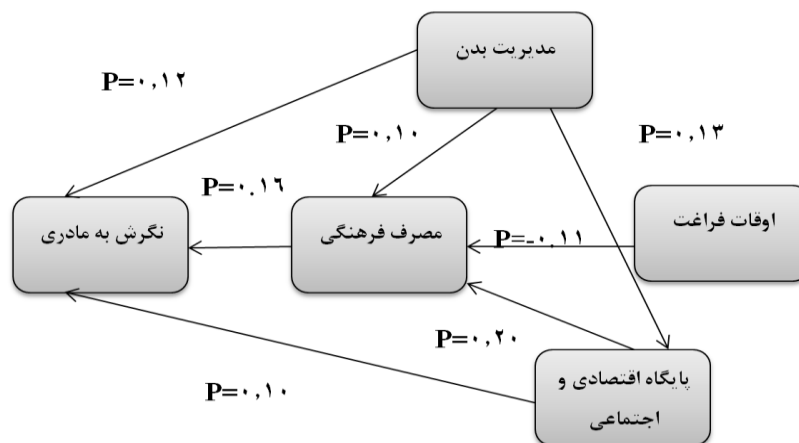 مدیریت بدن
P=۰,۱۲
P=۰,۱۰
P=۰,۱۳
P=۰.۱٦
نگرش به مادری
مصرف فرهنگی
اوقات فراغت
P=-۰.۱۱
P=۰,۲۰
پایگاه اقتصادی و
اجتماعی
P=۰,۱۰